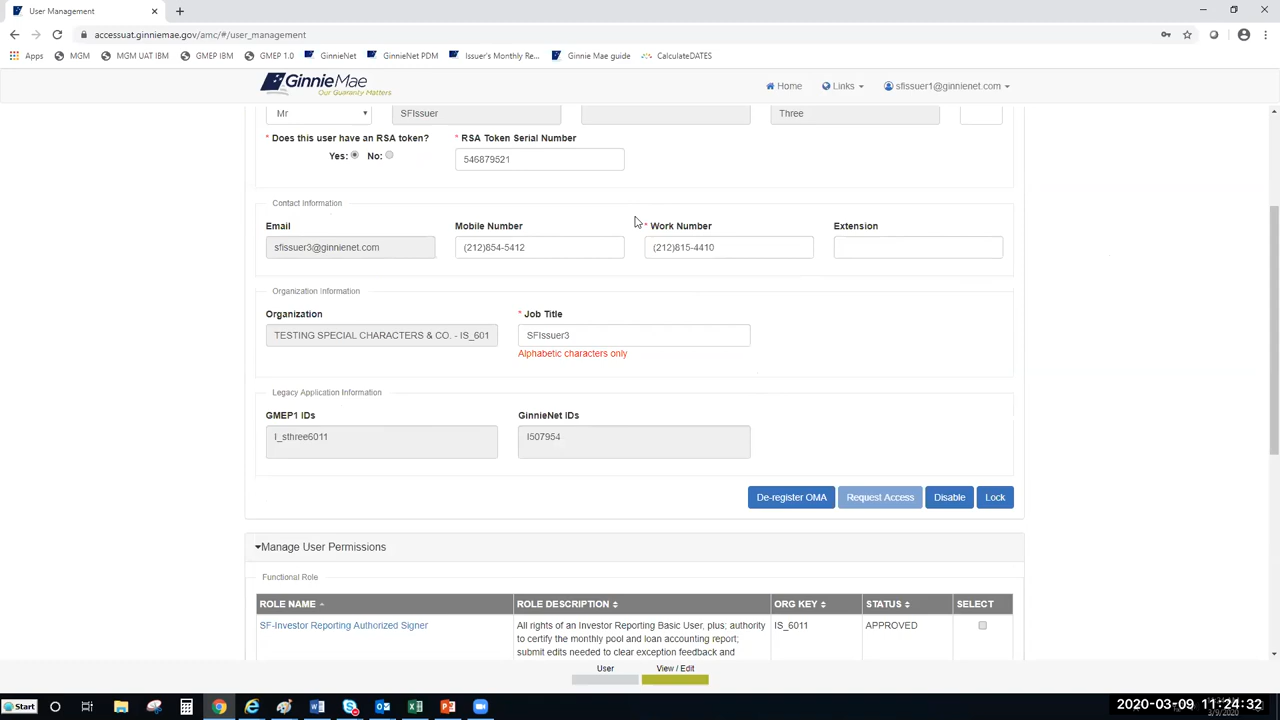 User Management
accessuat.ginniemae.gov/amc/#/user_management
Apps MGM MGM UAT IBM GMEP IBM GMEP 1.0 GinnieNet GinnieNet PDM Issuer's Monthly Re... Ginnie Mae guide CalculateDATES
GinnieMae Home Links sfissuer1@ginnienet.com
Our Guaranty Matters
Mr SFIssuer Three
* Does this user have an RSA token? * RSA Token Serial Number
Yes: No: 546879521
Contact Information
Email Mobile Number * Work Number Extension
sfissuer3@ginnienet.com (212)854-5412 (212)815-4410
Organization Information
Organization * Job Title
TESTING SPECIAL CHARACTERS & CO. - IS_601 SFIssuer3
Alphabetic characters only
Legacy Application Information
GMEP1 IDs GinnieNet IDs
I_sthree6011 I507954
De-register OMA Request Access Disable Lock
Manage User Permissions
Functional Role
ROLE NAME ROLE DESCRIPTION ORG KEY STATUS SELECT
SF-Investor Reporting Authorized Signer All rights of an Investor Reporting Basic User, plus; authority IS_6011 APPROVED
to certify the monthly pool and loan accounting report;
submit edits needed to clear exception feedback and
User View / Edit
Start 2020-03-09 11:24:32
3/9/2020